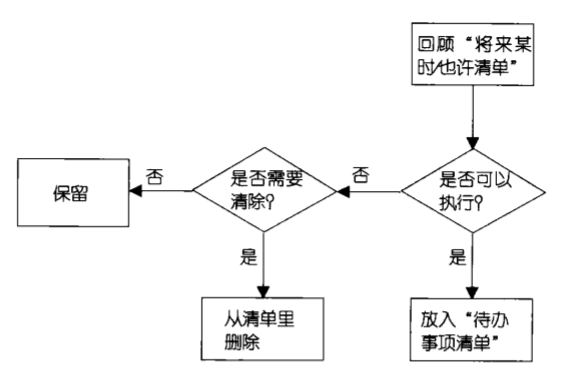 回顾“将来某
时/也许清单”
是否可以
执行?
否
是否需要
清除?
否
保留
是
是
从清单里
删除
放入“待办
事项清单”